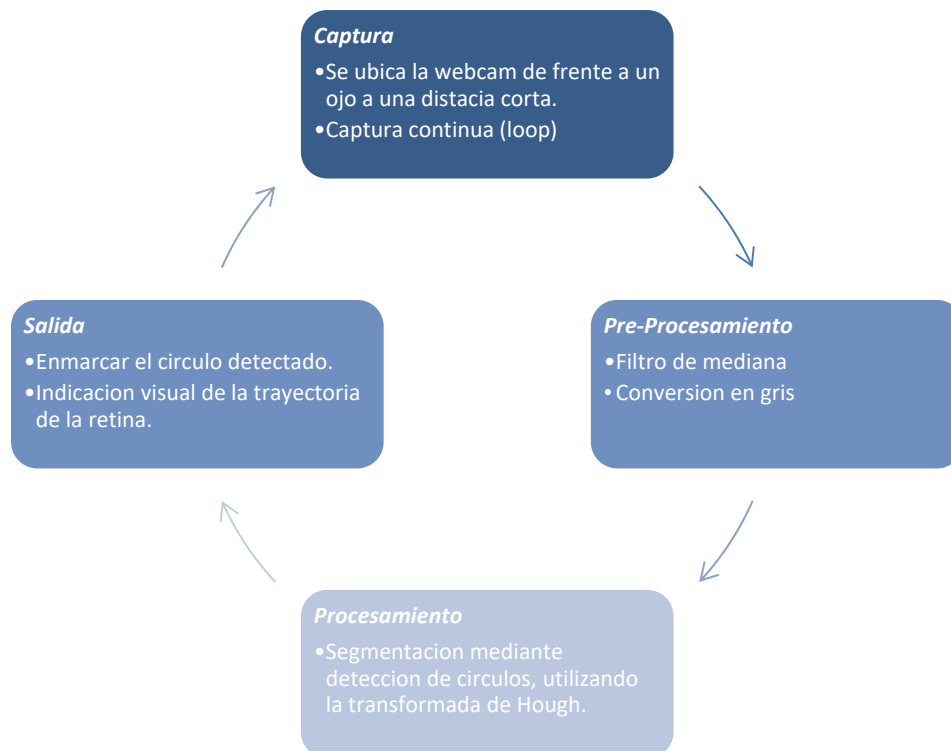 Captura
•Se ubica la webcam de frente a un
ojo a una distacia corta.
•Captura continua (loop)
Pre-Procesamiento
•Filtro de mediana
•Conversion en gris
Procesamiento
•Segmentacion mediante
deteccion de circulos, utilizando
la transformada de Hough.
Salida
•Enmarcar el circulo detectado.
•Indicacion visual de la trayectoria
de la retina.